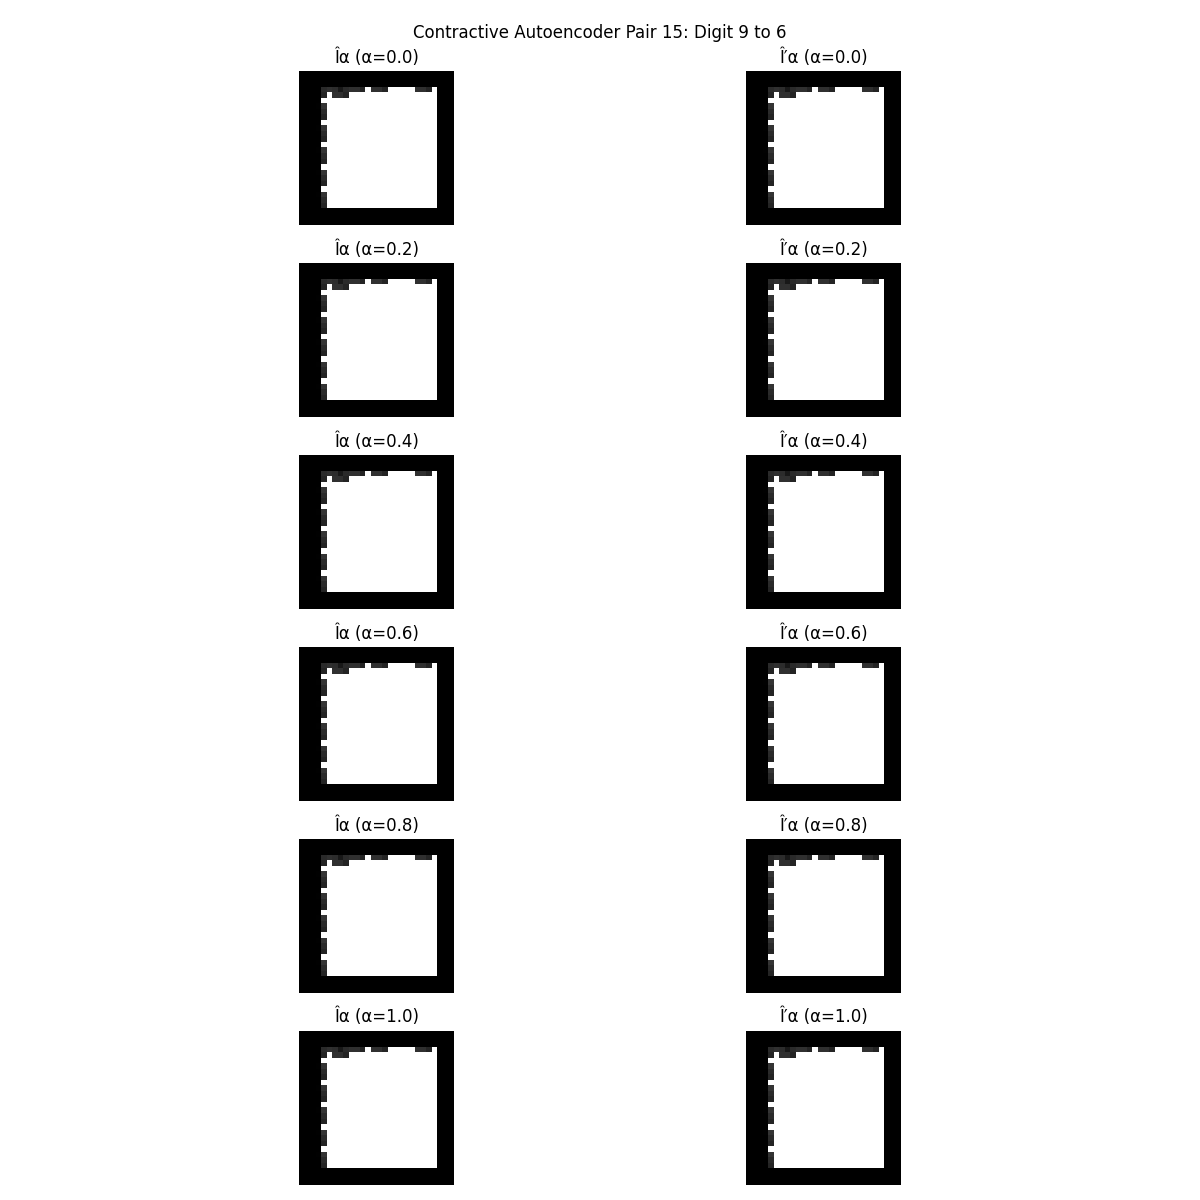 Contractive Autoencoder Pair 15: Digit 9 to 6
Îα (α=0.0) Î′α (α=0.0)
Îα (α=0.2) Î′α (α=0.2)
Îα (α=0.4) Î′α (α=0.4)
Îα (α=0.6) Î′α (α=0.6)
Îα (α=0.8) Î′α (α=0.8)
Îα (α=1.0) Î′α (α=1.0)